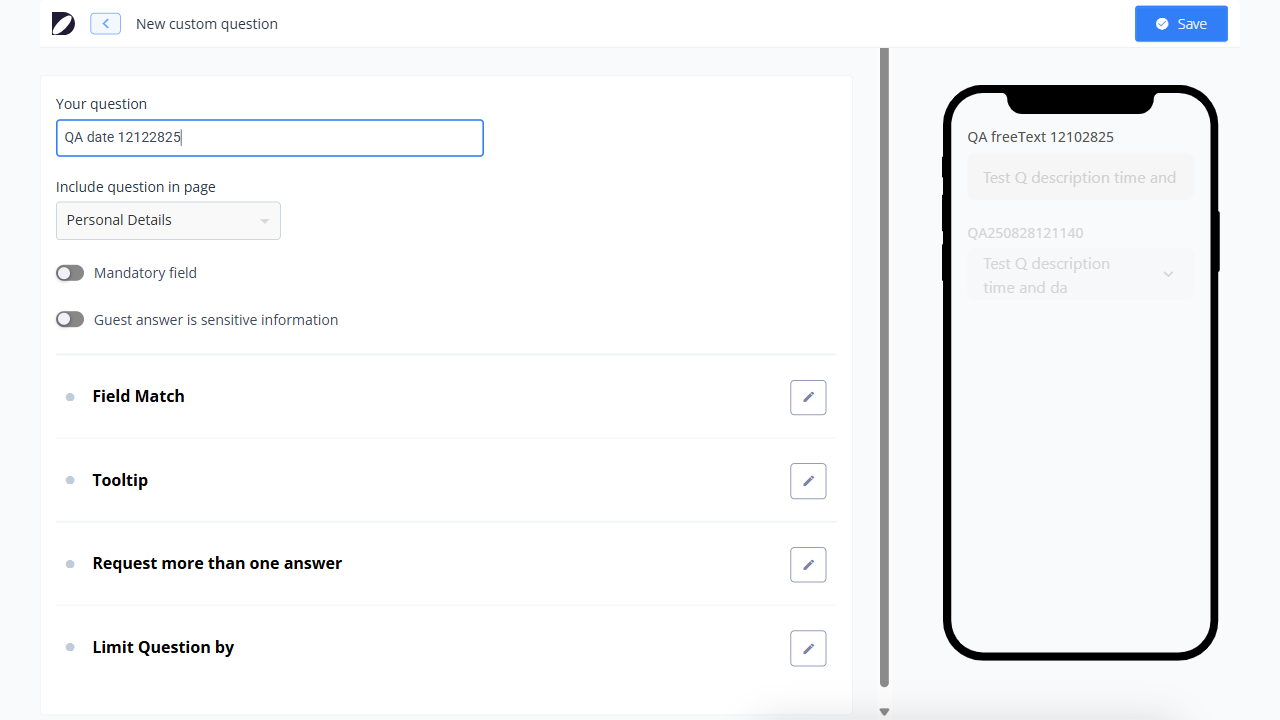 New custom question
Save
Your question
QA date 12122825
Include question in page
Personal Details
Mandatory field
Guest answer is sensitive information
Field Match
Tooltip
Request more than one answer
Limit Question by
QA freeText 12102825
Test Q description time and
QA250828121140
Test Q description
time and da